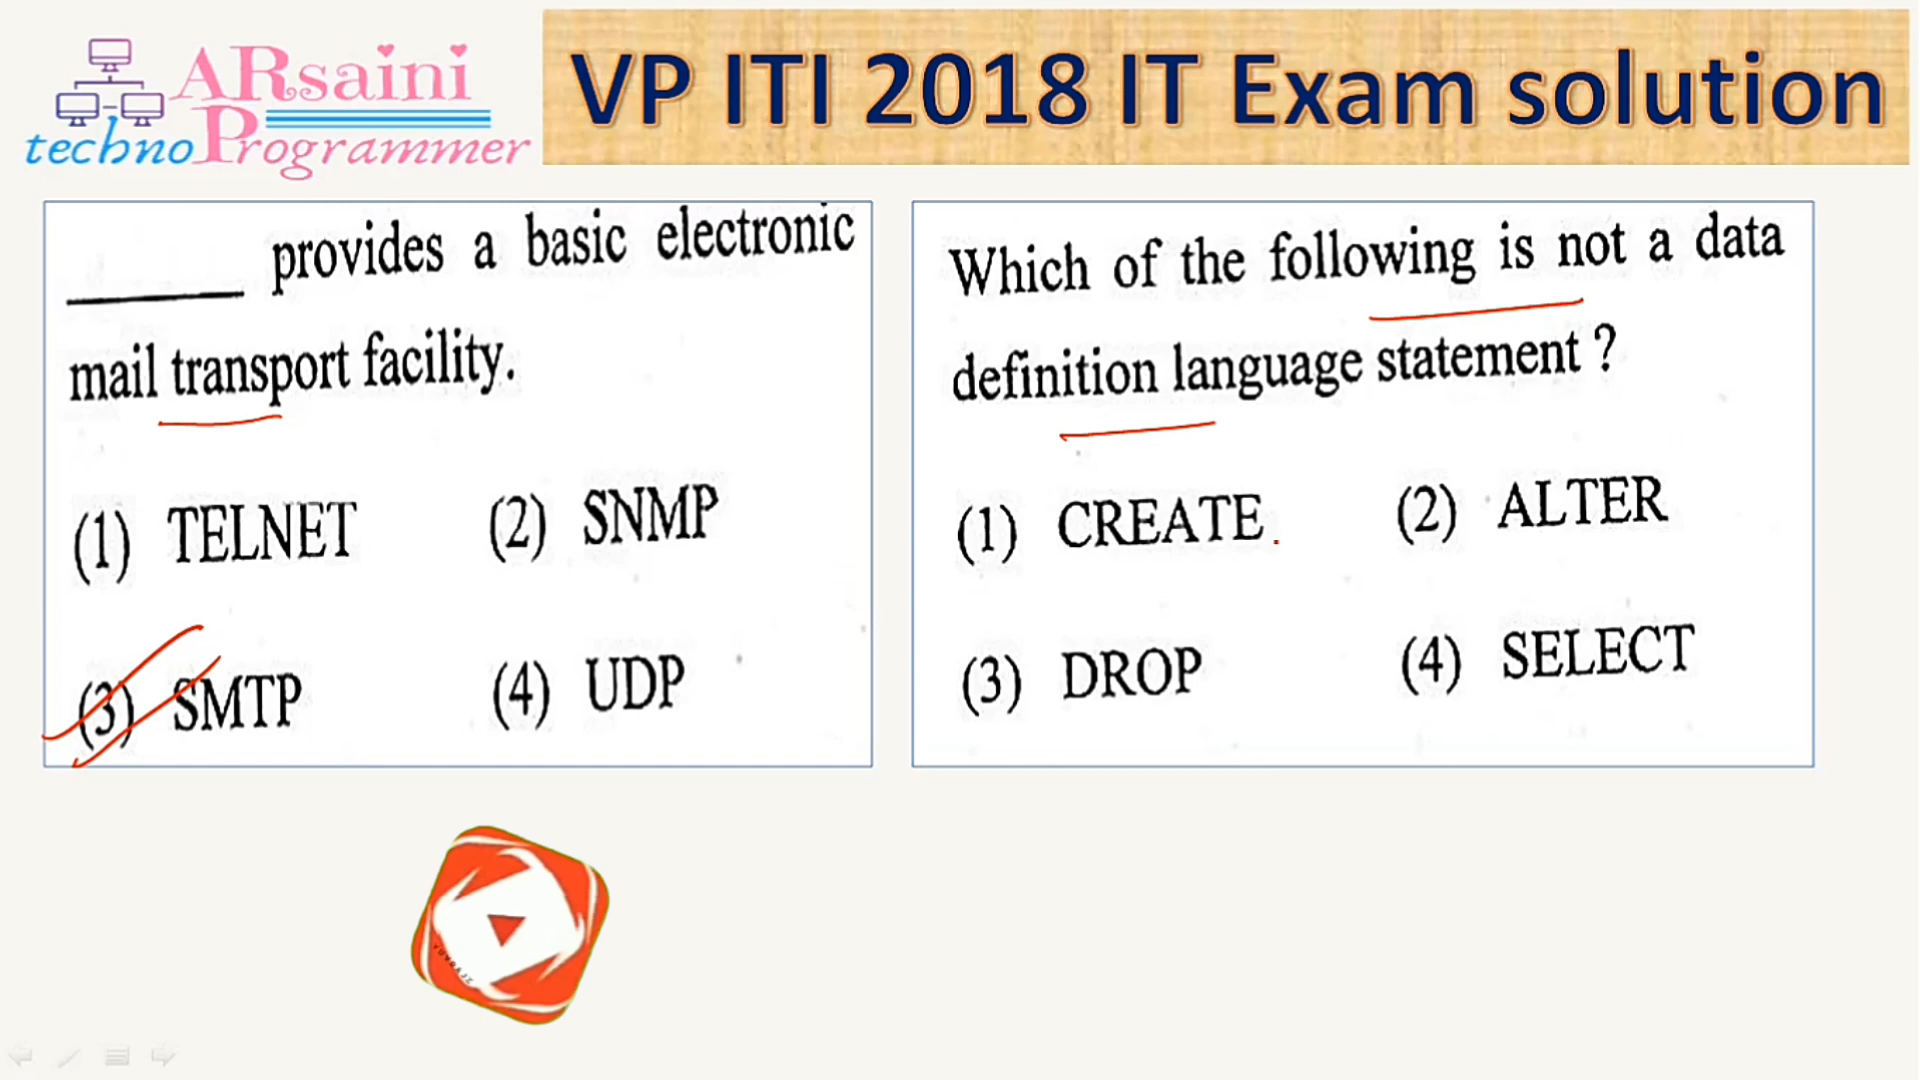 ARsaini
techno Programmer
VP ITI 2018 IT Exam solution
______ provides a basic electronic
mail transport facility.
(1) TELNET (2) SNMP
(3) SMTP (4) UDP
Which of the following is not a data
definition language statement ?
(1) CREATE. (2) ALTER
(3) DROP (4) SELECT